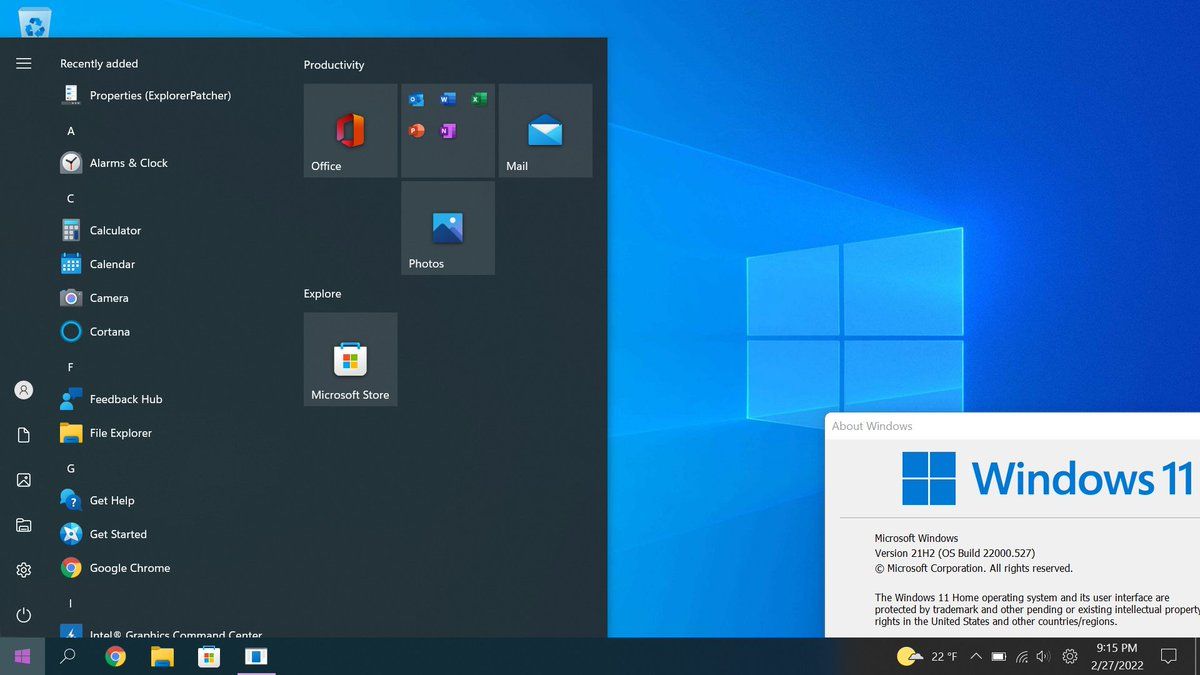 Recently added
Properties (ExplorerPatcher)
A
Alarms & Clock
C
Calculator
Calendar
Camera
Cortana
F
Feedback Hub
File Explorer
G
Get Help
Get Started
Google Chrome
I
Intel® Graphics Command Center
Productivity
Office
Mail
Photos
Explore
Microsoft Store
About Windows
Windows 11
Microsoft Windows
Version 21H2 (OS Build 22000.527)
© Microsoft Corporation. All rights reserved.
The Windows 11 Home operating system and its user interface are
protected by trademark and other pending or existing intellectual property
rights in the United States and other countries/regions.
22 °F
9:15 PM
2/27/2022